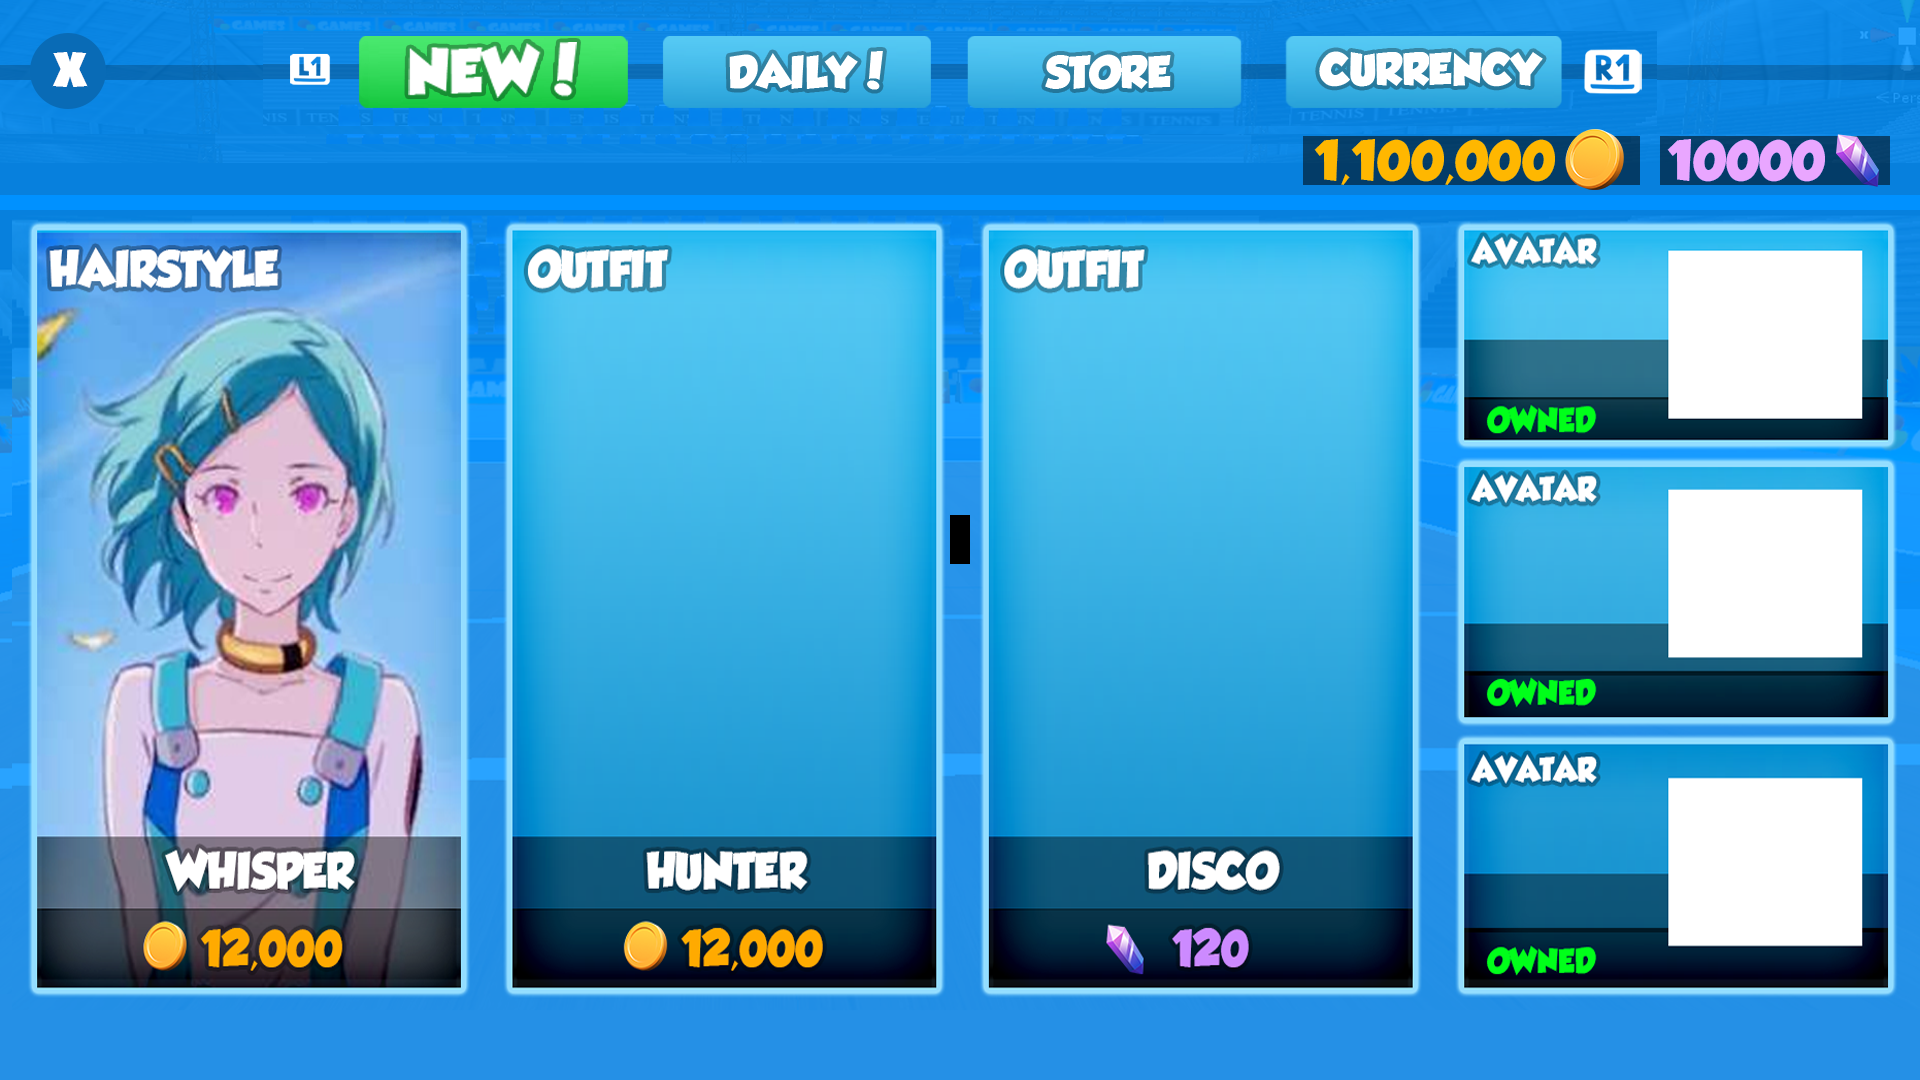 X
L1
NEW!
DAILY!
STORE
CURRENCY
R1
1,100,000
10000
HAIRSTYLE
WHISPER
12,000
OUTFIT
HUNTER
12,000
OUTFIT
DISCO
120
AVATAR
OWNED
AVATAR
OWNED
AVATAR
OWNED